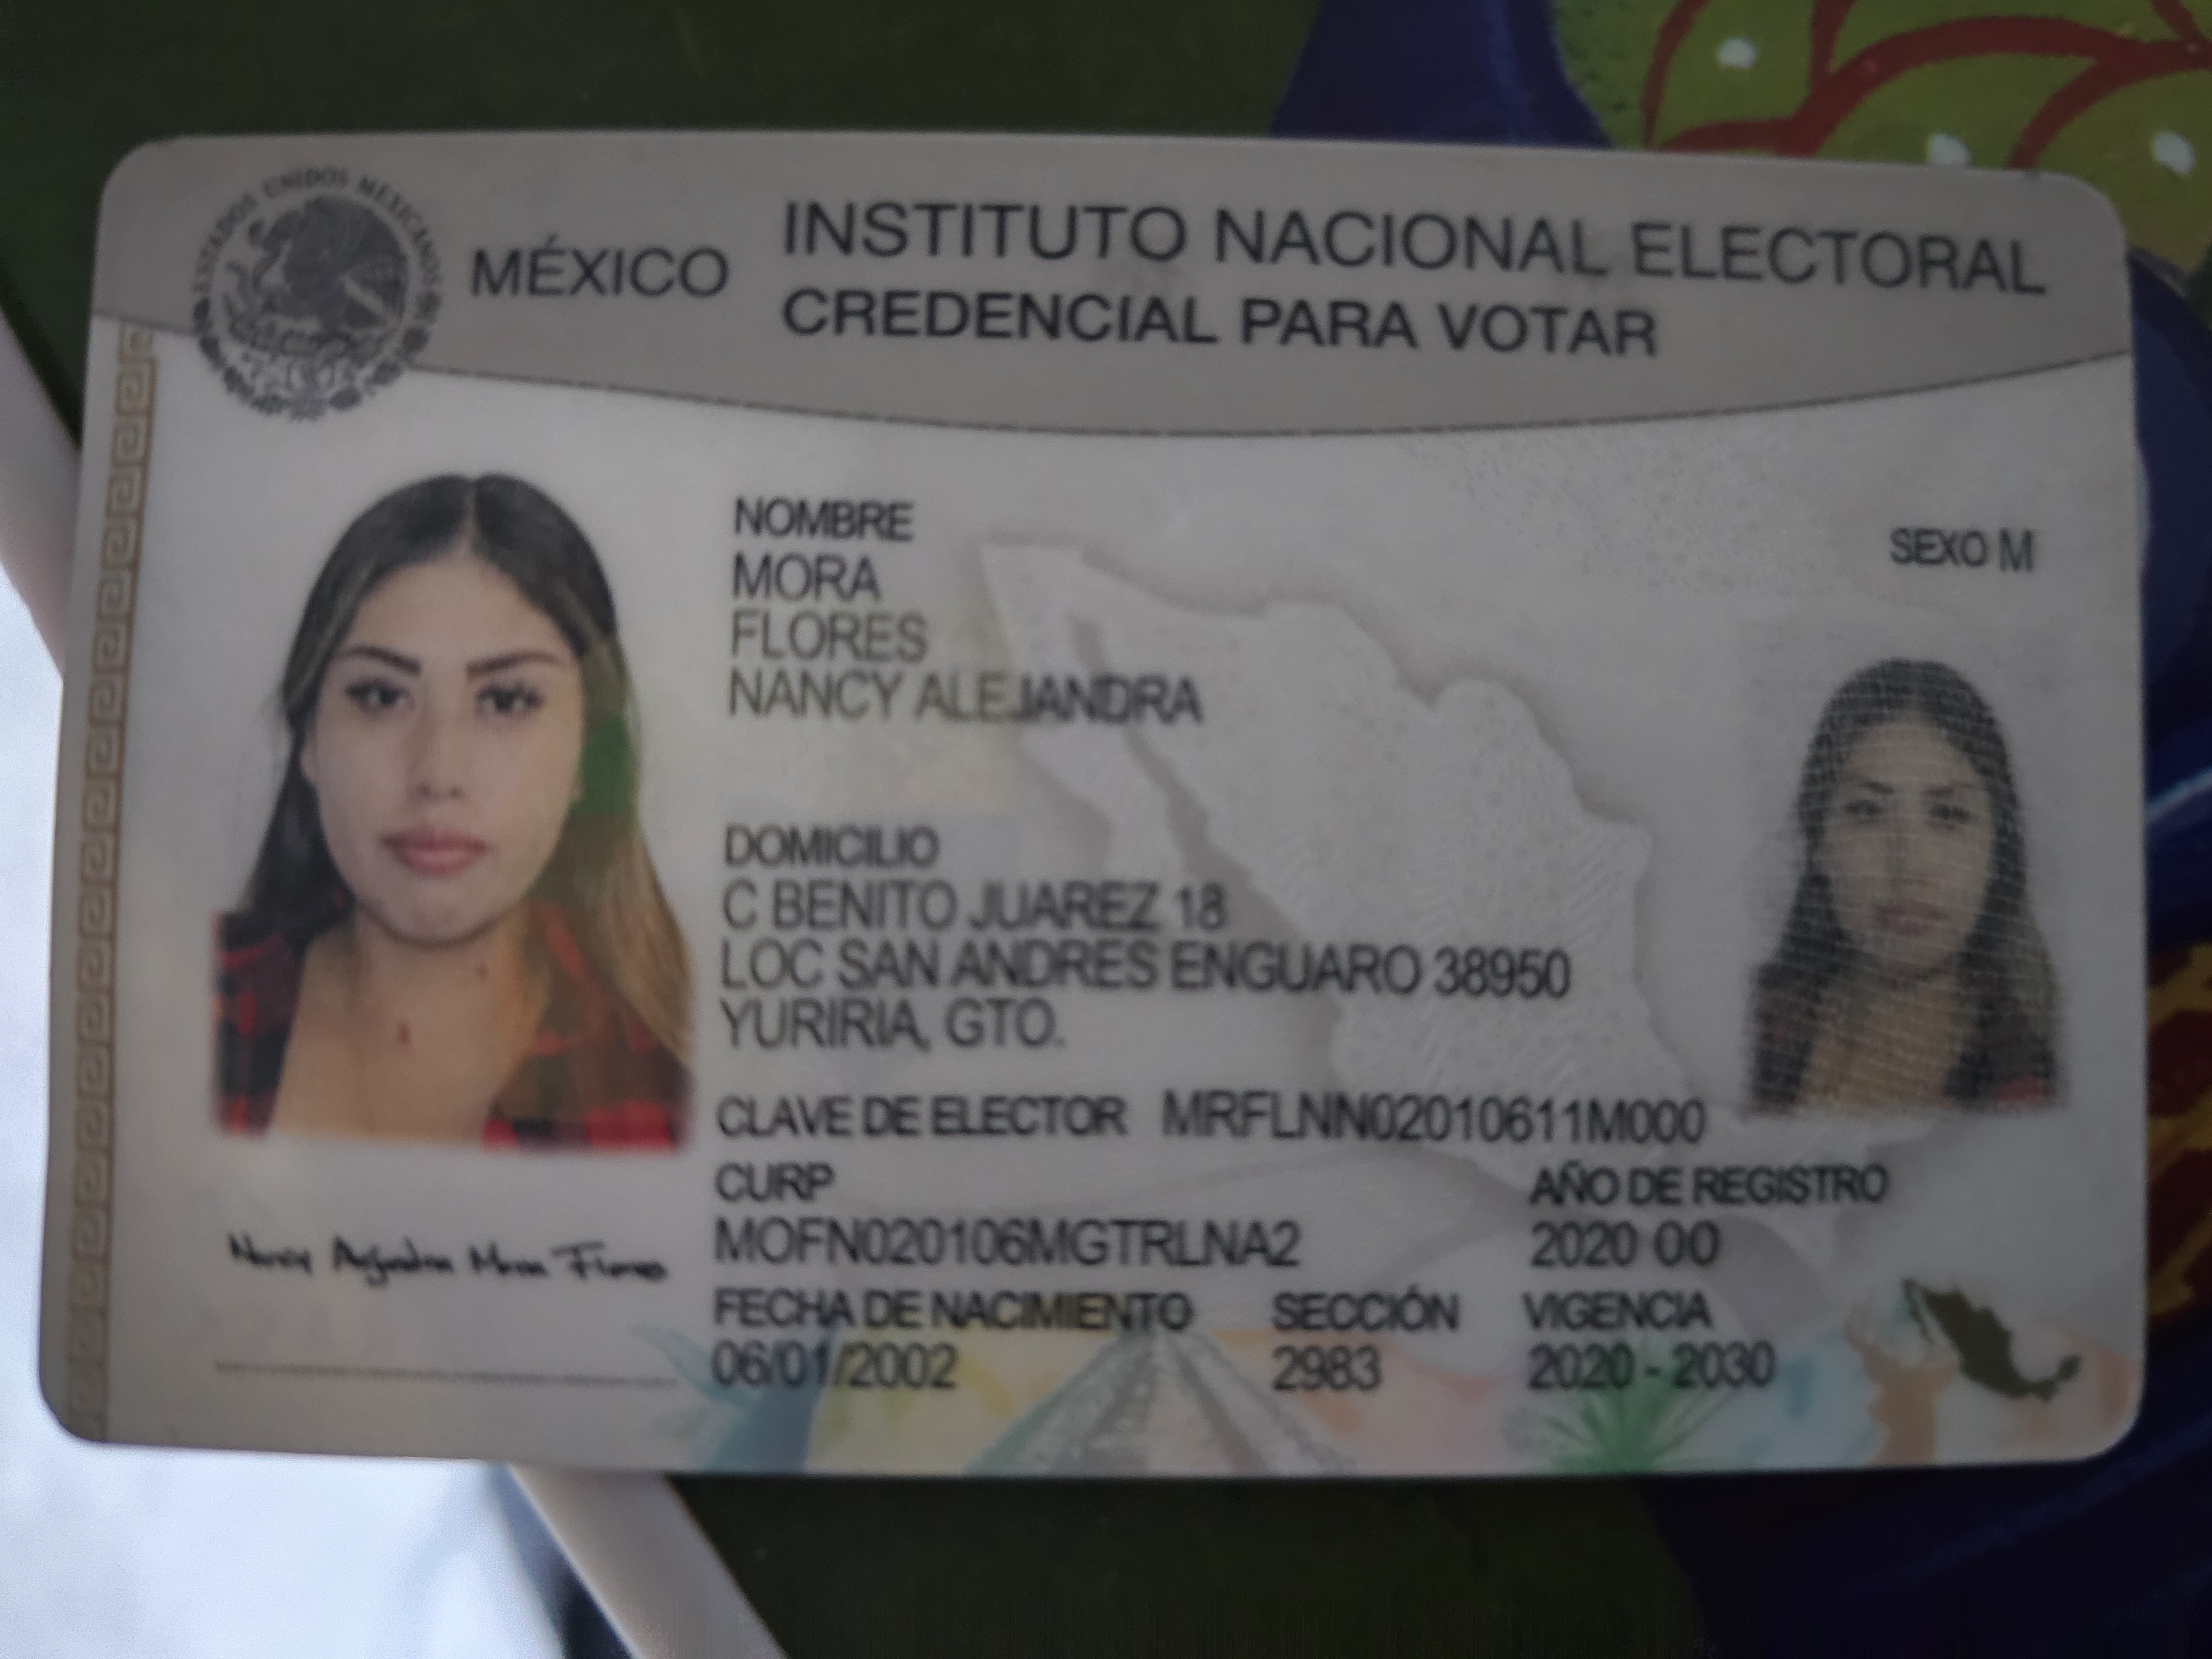 ESTADOS UNIDOS MEXICANOS
MÉXICO
INSTITUTO NACIONAL ELECTORAL
CREDENCIAL PARA VOTAR
NOMBRE
MORA
FLORES
NANCY ALEJANDRA
SEXO M
DOMICILIO
C BENITO JUAREZ 18
LOC SAN ANDRES ENGUARO 38950
YURIRIA, GTO.
CLAVE DE ELECTOR MRFLNN02010611M000
CURP
MOFN020106MGTRLNA2
AÑO DE REGISTRO
2020 00
FECHA DE NACIMIENTO
06/01/2002
SECCIÓN
2983
VIGENCIA
2020 - 2030
Nancy Alejandra Mora Flores